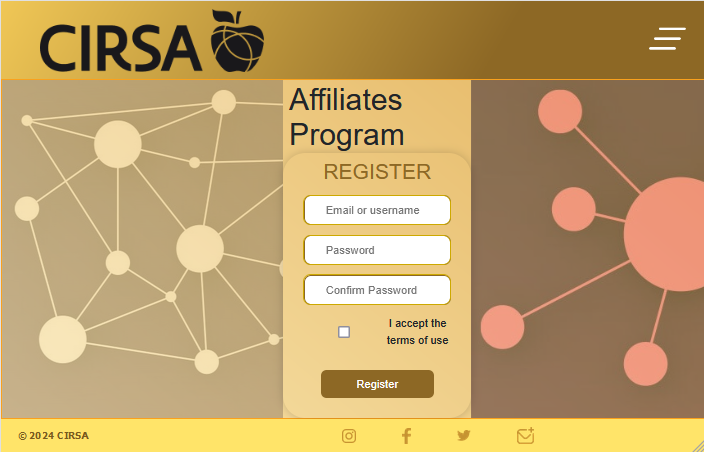 CIRSA
Affiliates
Program
REGISTER
Email or username
Password
Confirm Password
I accept the
terms of use
Register
© 2024 CIRSA